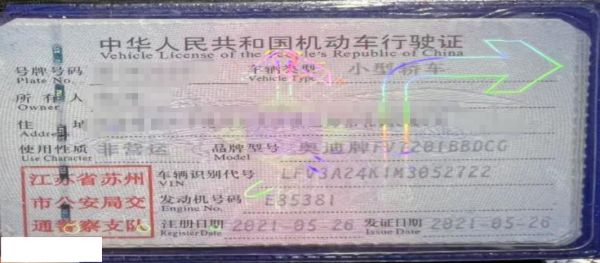 中华人民共和国机动车行驶证
Vehicle License of the People's Republic of China
号牌号码 车辆类型 小型轿车
Plate No. Vehicle Type
所有人
Owner
住址
Address
使用性质 非营运 品牌型号 奥迪牌FV7201BBDCG
Use Character Model
江苏省苏州 车辆识别代号 LFV3A24K1M3052722
VIN
市公安局交 发动机号码 E85381
Engine No.
通警察支队 注册日期 2021-05-26 发证日期 2021-05-26
Register Date Issue Date